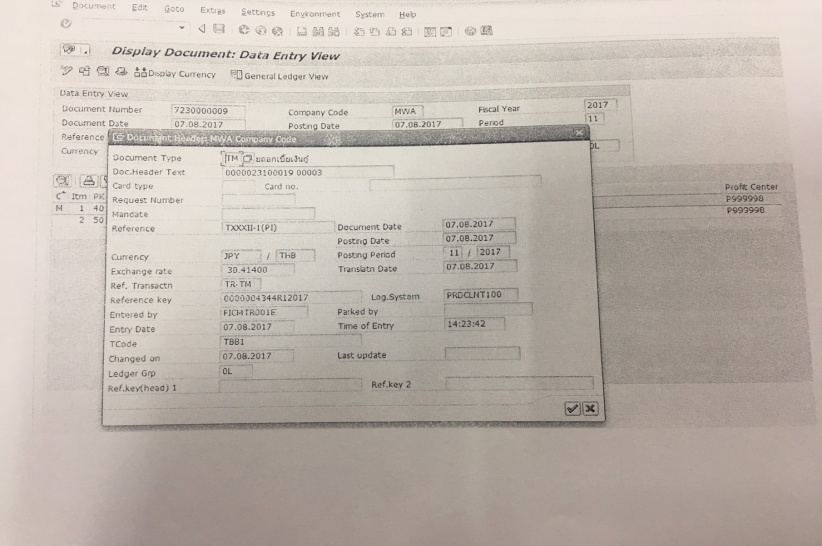 Document Edit Goto Extras Settings Environment System Help
Display Document: Data Entry View
Display Currency General Ledger View
Data Entry View
Document Number 7230000009 Company Code MWA Fiscal Year 2017
Document Date 07.08.2017 Posting Date 07.08.2017 Period 11
Reference
Currency 0L
Document Header: MWA Company Code
Document Type TM
Doc.Header Text 0000023100019 00003
Card type Card no.
Request Number
Mandate
Reference TXXXII-1(PI) Document Date 07.08.2017
Posting Date 07.08.2017
Currency JPY / THB Posting Period 11 / 2017
Exchange rate 30.41400 Translatn Date 07.08.2017
Ref. Transactn TR-TM
Reference key 0000004344R12017 Log.System PRDCLNT100
Entered by FICMTR001E Parked by
Entry Date 07.08.2017 Time of Entry 14:23:42
TCode TBB1
Changed on 07.08.2017 Last update
Ledger Grp 0L
Ref.key(head) 1 Ref.key 2
C Itm PK Profit Center
M 1 40 P999998
2 50 P999998